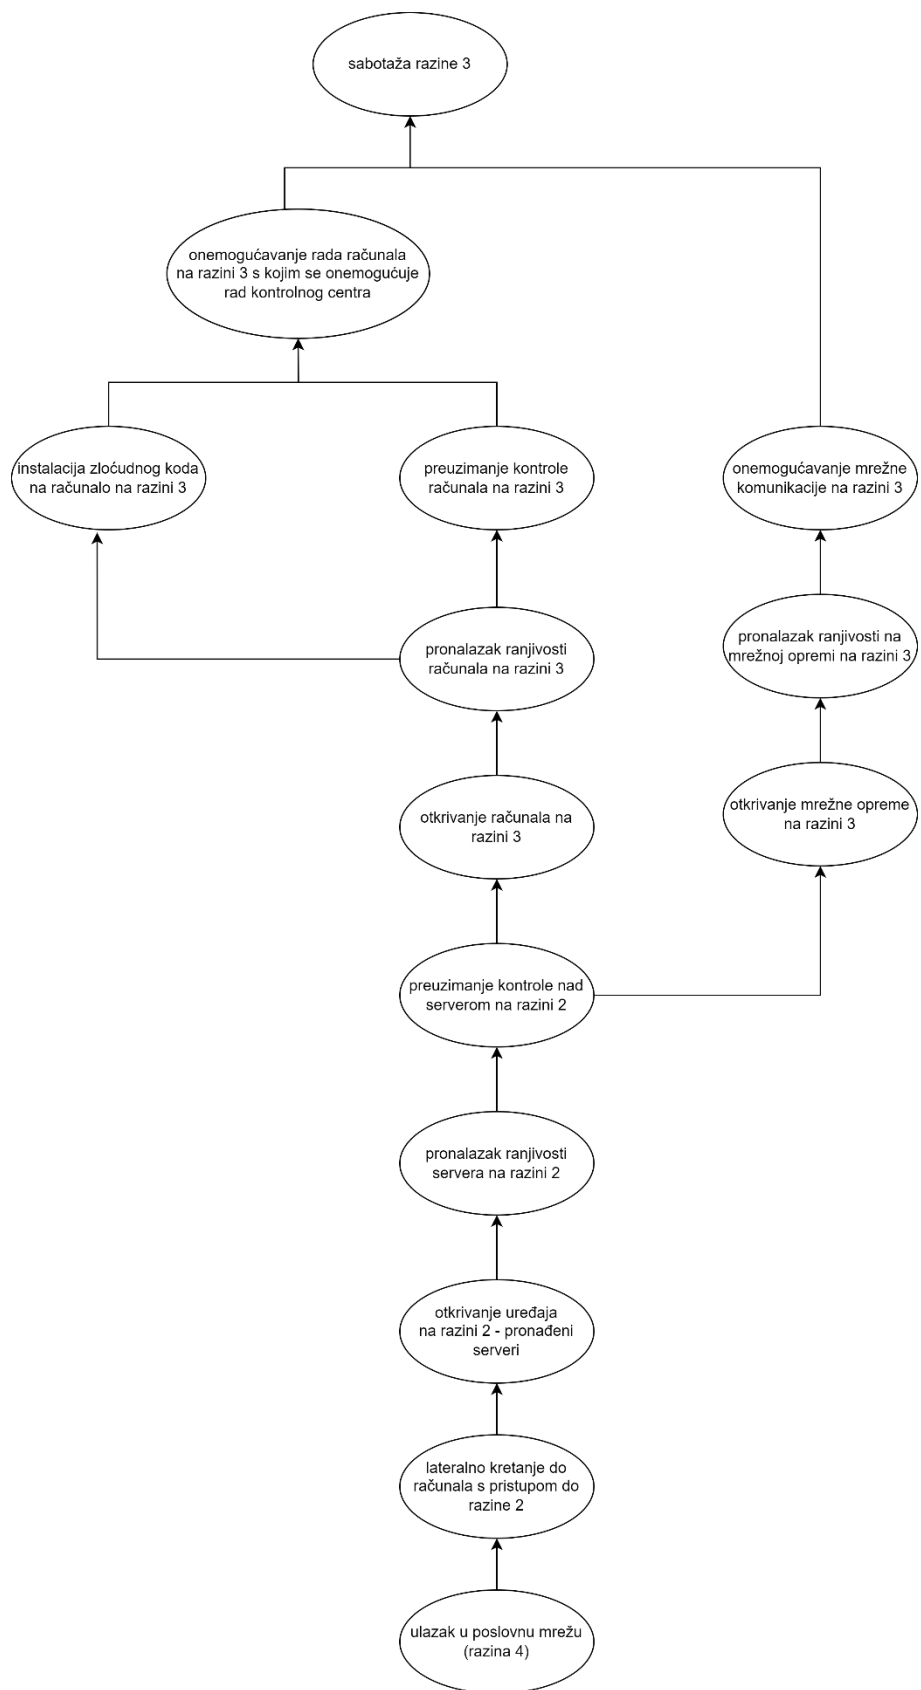 sabotaža razine 3
onemogućavanje rada računala
na razini 3 s kojim se onemogućuje
rad kontrolnog centra
instalacija zloćudnog koda
na računalo na razini 3
preuzimanje kontrole
računala na razini 3
onemogućavanje mrežne
komunikacije na razini 3
pronalazak ranjivosti
računala na razini 3
pronalazak ranjivosti na
mrežnoj opremi na razini 3
otkrivanje računala na
razini 3
otkrivanje mrežne opreme
na razini 3
preuzimanje kontrole nad
serverom na razini 2
pronalazak ranjivosti
servera na razini 2
otkrivanje uređaja
na razini 2 - pronađeni
serveri
lateralno kretanje do
računala s pristupom do
razine 2
ulazak u poslovnu mrežu
(razina 4)